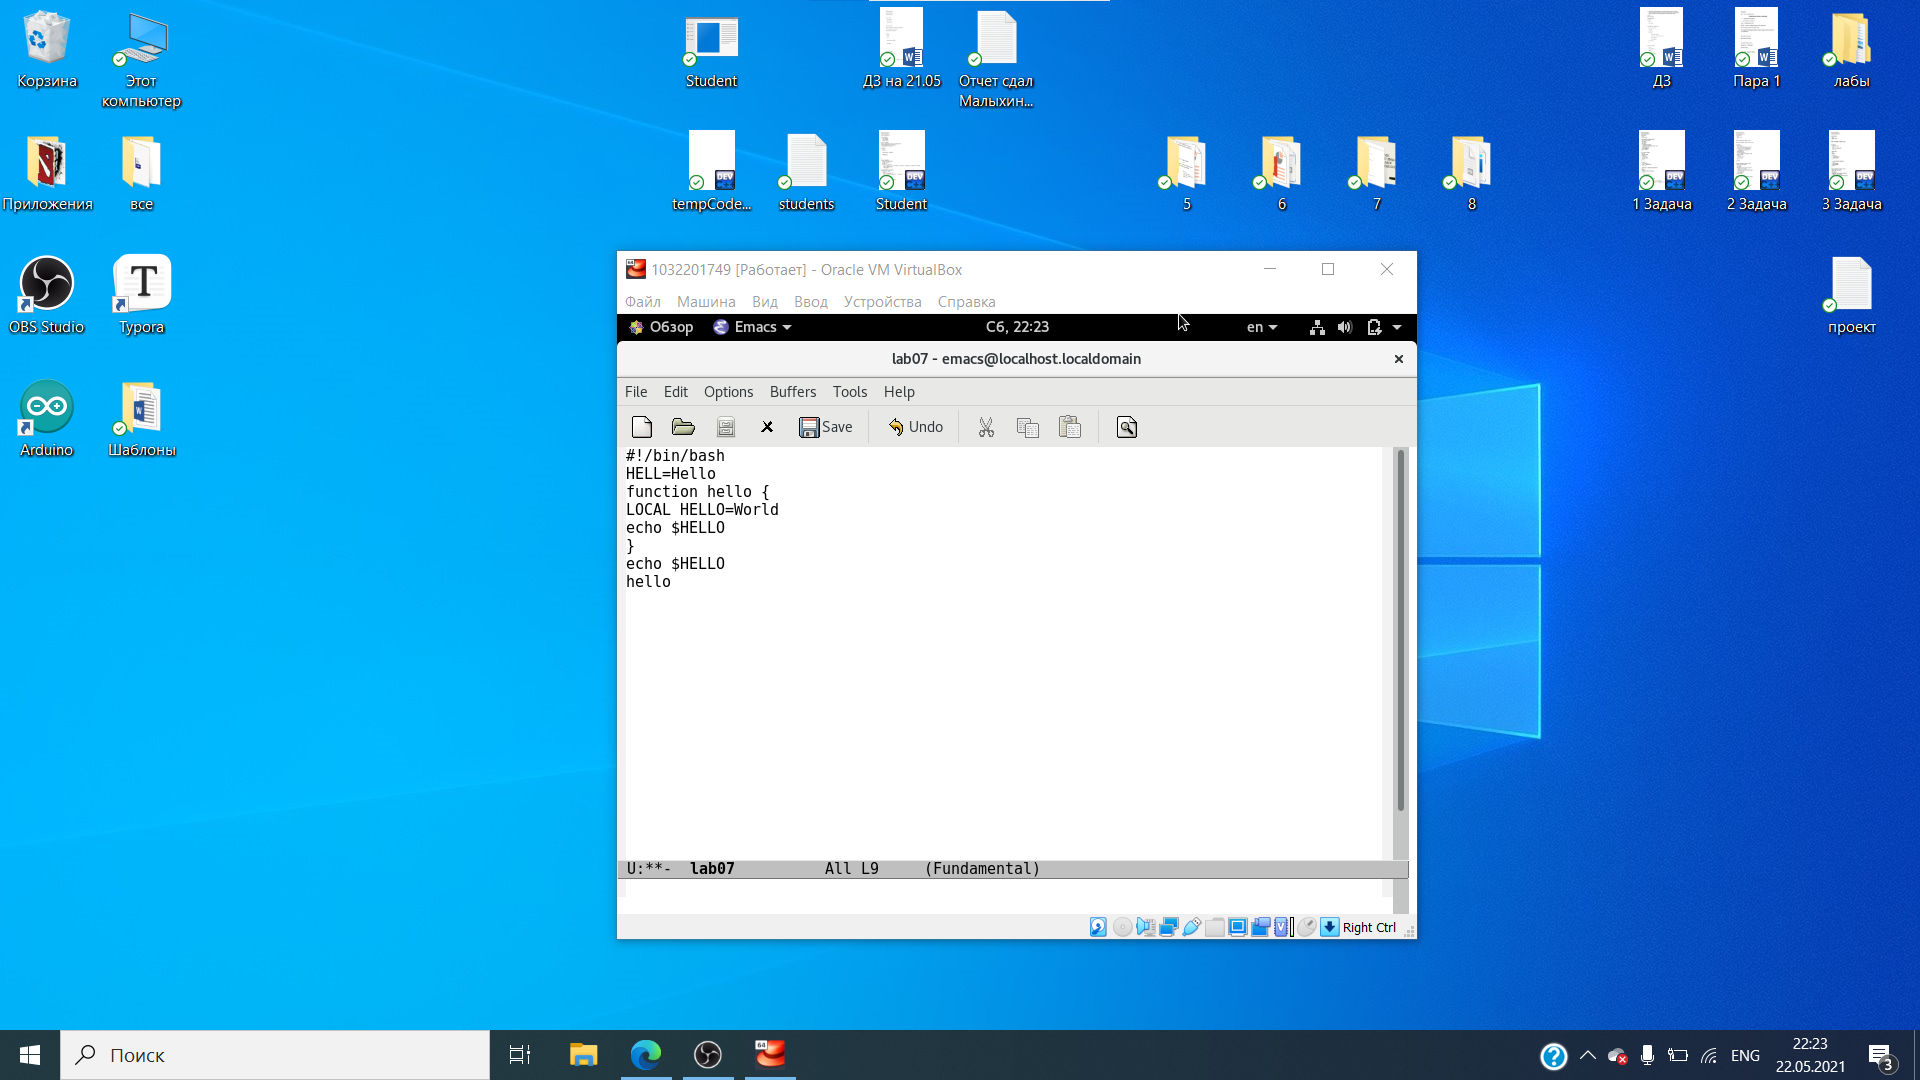 Корзина
Этот компьютер
Student
ДЗ на 21.05
Отчет сдал Малыхин...
ДЗ
Пара 1
лабы
Приложения
все
tempCode...
students
Student
5
6
7
8
1 Задача
2 Задача
3 Задача
OBS Studio
Typora
проект
Arduino
Шаблоны
1032201749 [Работает] - Oracle VM VirtualBox
Файл Машина Вид Ввод Устройства Справка
Обзор Emacs Сб, 22:23 en
lab07 - emacs@localhost.localdomain
File Edit Options Buffers Tools Help
Save Undo
#!/bin/bash
HELL=Hello
function hello {
LOCAL HELLO=World
echo $HELLO
}
echo $HELLO
hello
U:**- lab07 All L9 (Fundamental)
Right Ctrl
Поиск
64
ENG
22:23
22.05.2021
3